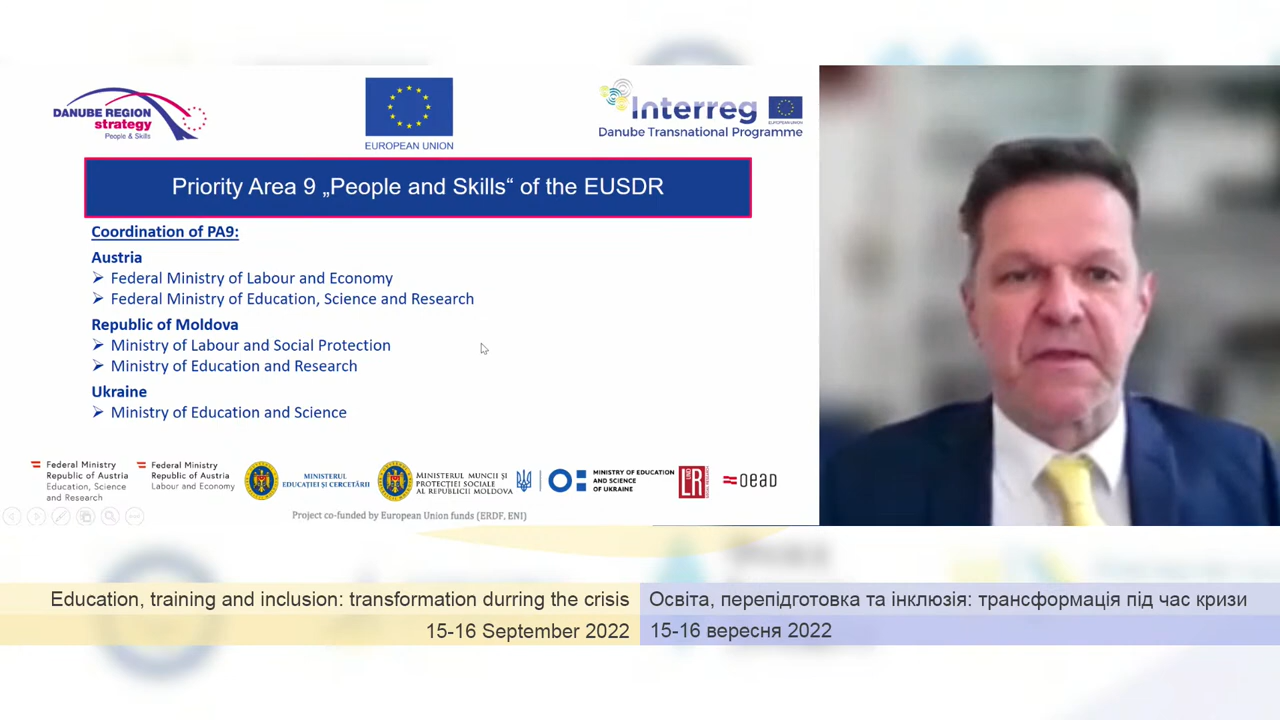 DANUBE REGION
strategy
People & Skills
EUROPEAN UNION
Interreg
EUROPEAN UNION
Danube Transnational Programme
Priority Area 9 „People and Skills“ of the EUSDR
Coordination of PA9:
Austria
Federal Ministry of Labour and Economy
Federal Ministry of Education, Science and Research
Republic of Moldova
Ministry of Labour and Social Protection
Ministry of Education and Research
Ukraine
Ministry of Education and Science
Federal Ministry
Republic of Austria
Education, Science
and Research
Federal Ministry
Republic of Austria
Labour and Economy
MINISTERUL
EDUCAȚIEI ȘI CERCETĂRII
MINISTERUL MUNCII ȘI
PROTECȚIEI SOCIALE
AL REPUBLICII MOLDOVA
MINISTRY OF EDUCATION
AND SCIENCE
OF UKRAINE
L&R
SOCIAL RESEARCH
OEAD
Project co-funded by European Union funds (ERDF, ENI)
Education, training and inclusion: transformation durring the crisis
15-16 September 2022
Освіта, перепідготовка та інклюзія: трансформація під час кризи
15-16 вересня 2022